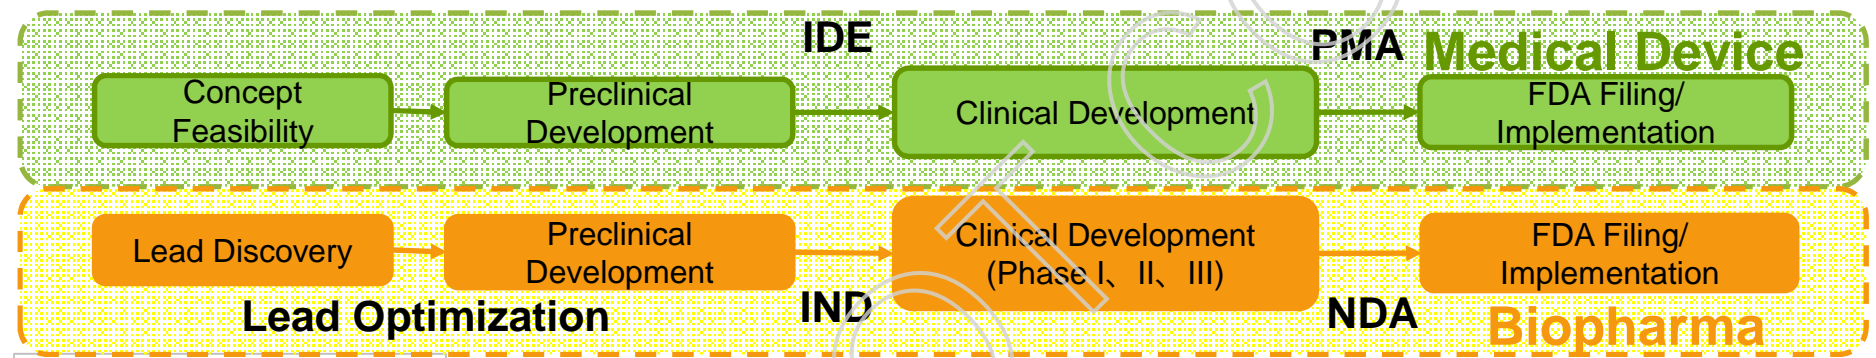 IDE
PMA
Medical Device
Concept
Feasibility
Preclinical
Development
Clinical Development
FDA Filing/
Implementation
Lead Discovery
Preclinical
Development
Clinical Development
(Phase I、II、III)
FDA Filing/
Implementation
Lead Optimization
IND
NDA
Biopharma